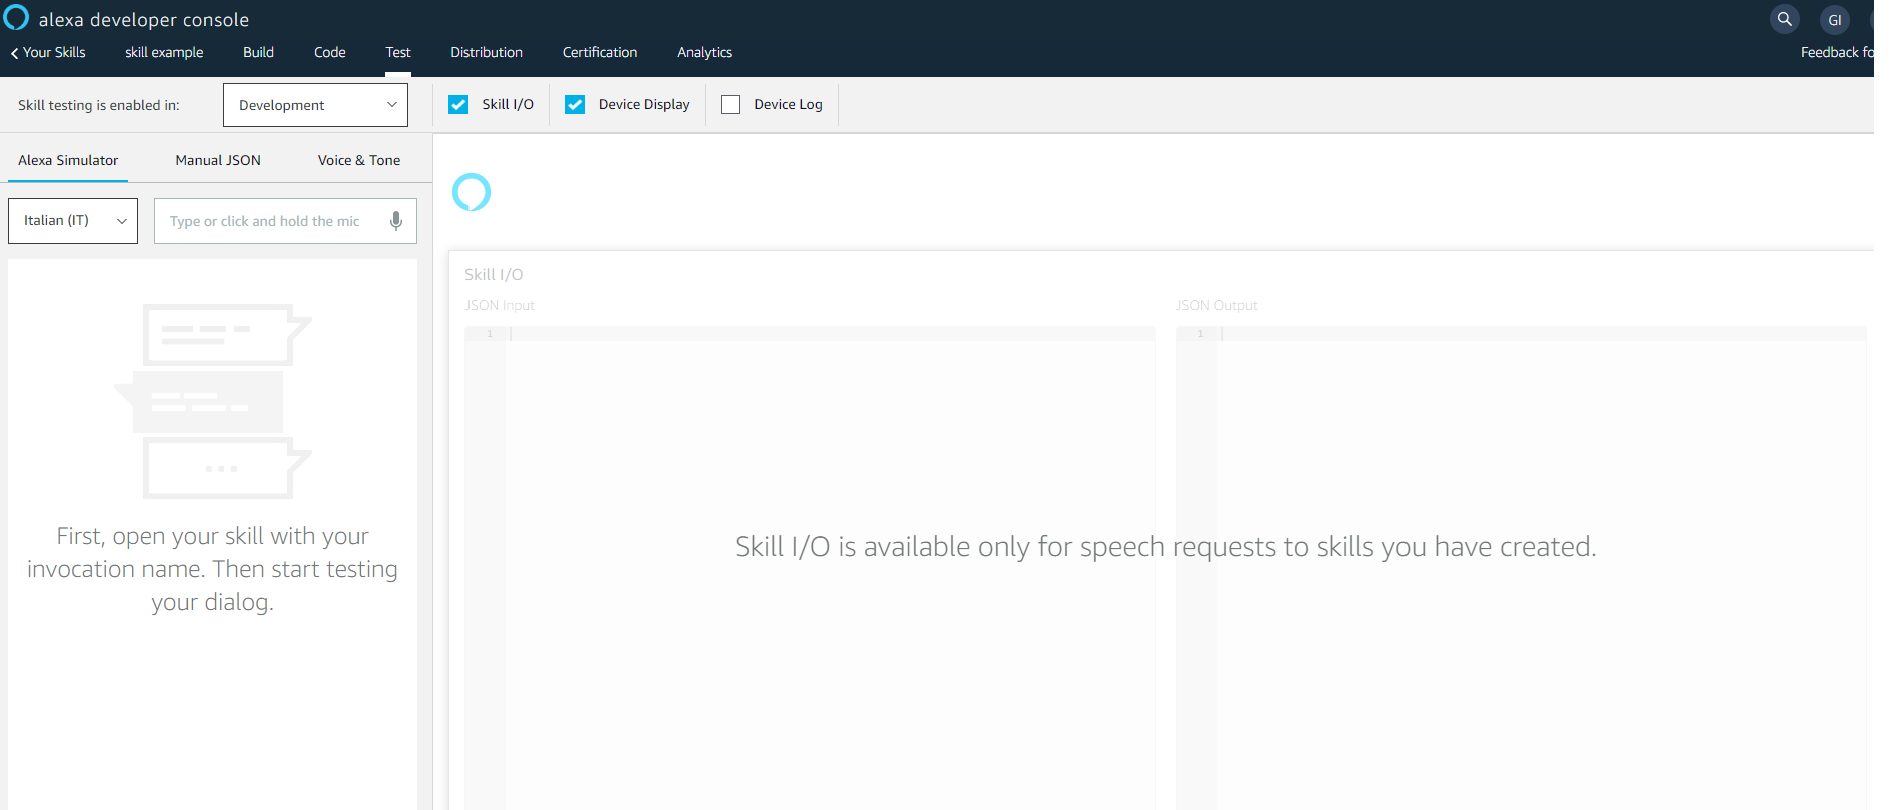 alexa developer console
GI
Your Skills skill example Build Code Test Distribution Certification Analytics Feedback fo
Skill testing is enabled in: Development Skill I/O Device Display Device Log
Alexa Simulator Manual JSON Voice & Tone
Italian (IT) Type or click and hold the mic
First, open your skill with your
invocation name. Then start testing
your dialog.
Skill I/O
JSON Input JSON Output
1 1
Skill I/O is available only for speech requests to skills you have created.